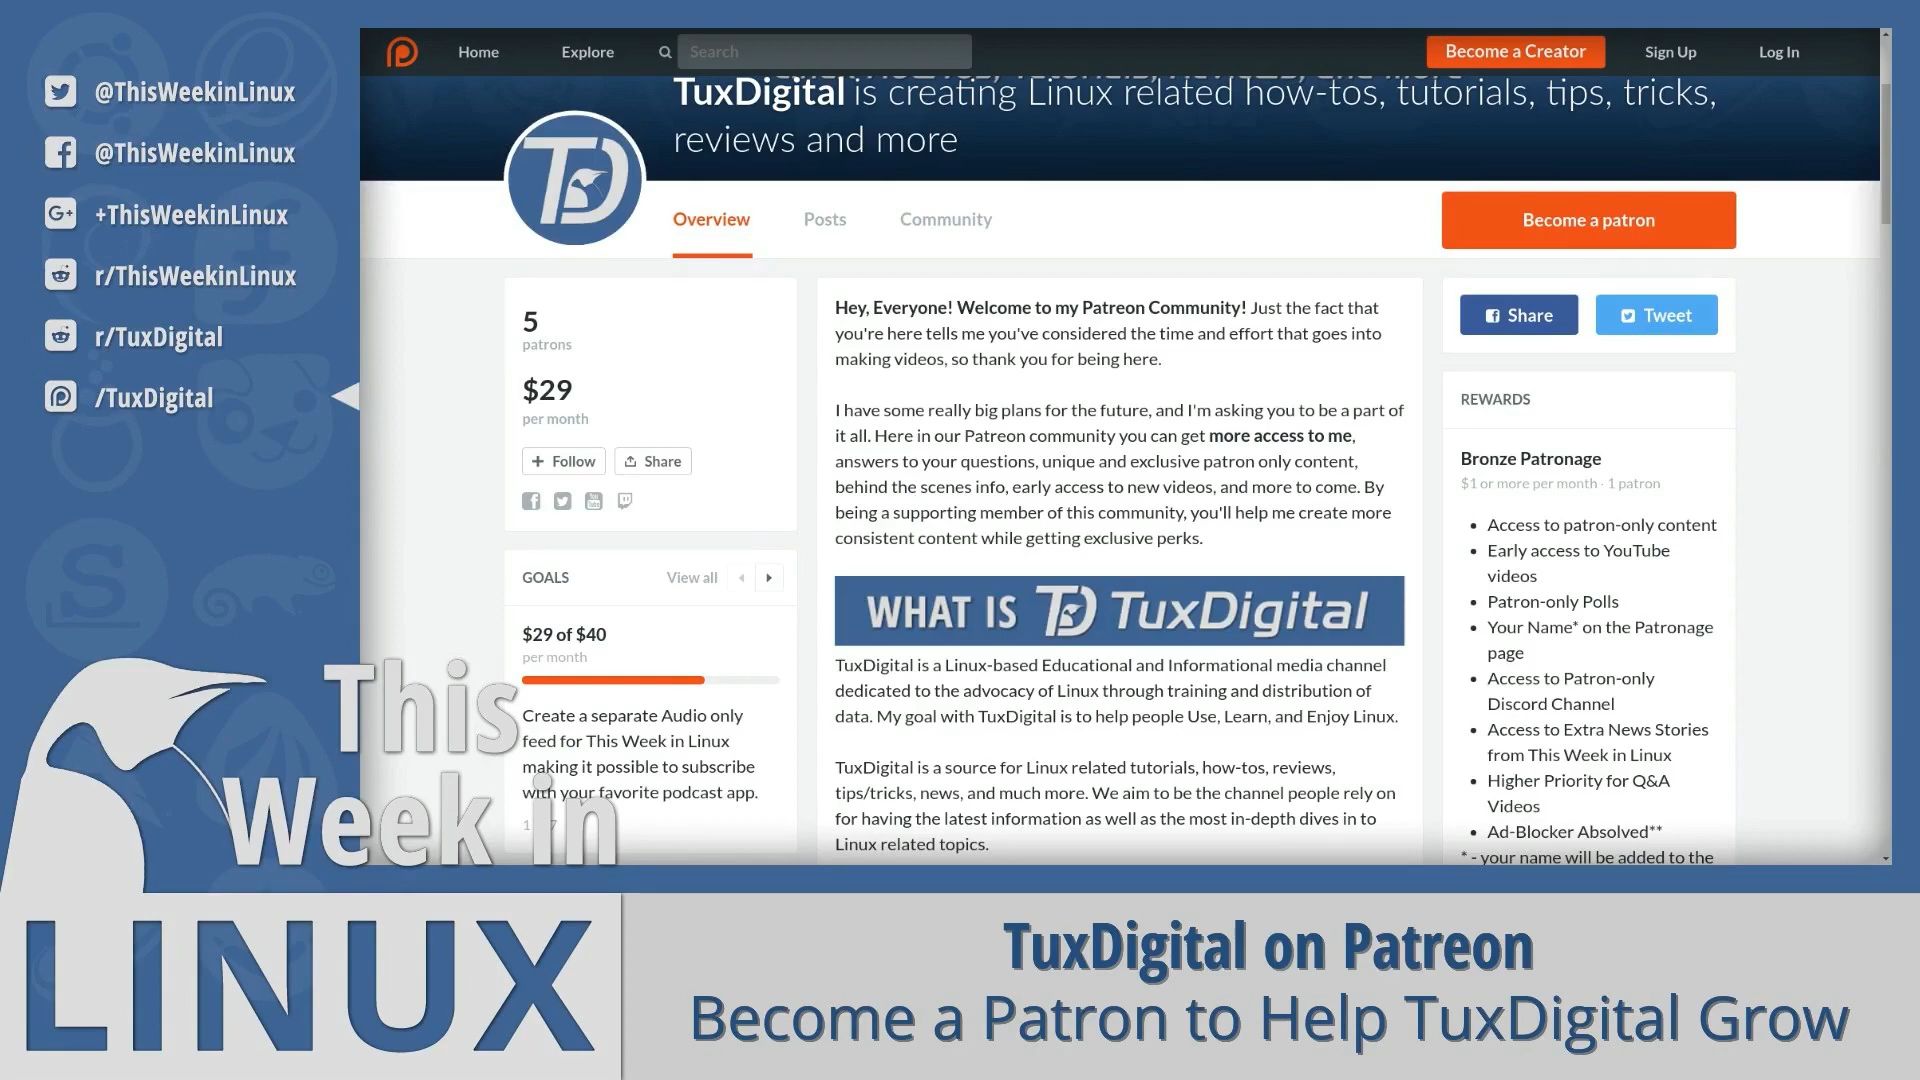 @ThisWeekinLinux
@ThisWeekinLinux
+ThisWeekinLinux
r/ThisWeekinLinux
r/TuxDigital
/TuxDigital
Home
Explore
Search
Become a Creator
Sign Up
Log In
TuxDigital is creating Linux related how-tos, tutorials, tips, tricks,
reviews and more
TD
Overview
Posts
Community
Become a patron
5
patrons
$29
per month
+ Follow
Share
GOALS
View all
$29 of $40
per month
Create a separate Audio only
feed for This Week in Linux
making it possible to subscribe
with your favorite podcast app.
Hey, Everyone! Welcome to my Patreon Community! Just the fact that
you're here tells me you've considered the time and effort that goes into
making videos, so thank you for being here.
I have some really big plans for the future, and I'm asking you to be a part of
it all. Here in our Patreon community you can get more access to me,
answers to your questions, unique and exclusive patron only content,
behind the scenes info, early access to new videos, and more to come. By
being a supporting member of this community, you'll help me create more
consistent content while getting exclusive perks.
WHAT IS TD TuxDigital
TuxDigital is a Linux-based Educational and Informational media channel
dedicated to the advocacy of Linux through training and distribution of
data. My goal with TuxDigital is to help people Use, Learn, and Enjoy Linux.
TuxDigital is a source for Linux related tutorials, how-tos, reviews,
tips/tricks, news, and much more. We aim to be the channel people rely on
for having the latest information as well as the most in-depth dives in to
Linux related topics.
Share
Tweet
REWARDS
Bronze Patronage
$1 or more per month · 1 patron
• Access to patron-only content
• Early access to YouTube
videos
• Patron-only Polls
• Your Name* on the Patronage
page
• Access to Patron-only
Discord Channel
• Access to Extra News Stories
from This Week in Linux
• Higher Priority for Q&A
Videos
• Ad-Blocker Absolved**
* - your name will be added to the
This
Week in
LINUX
TuxDigital on Patreon
Become a Patron to Help TuxDigital Grow